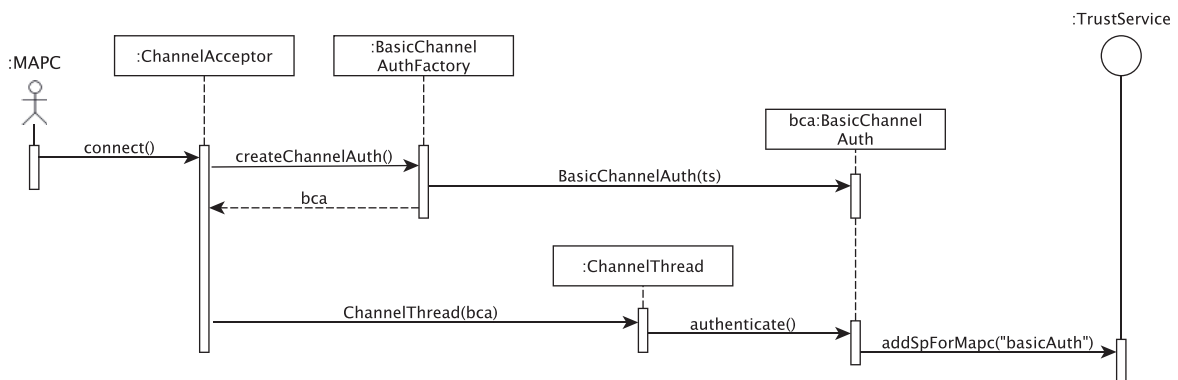 :TrustService
:MAPC
:ChannelAcceptor
:BasicChannel
AuthFactory
bca:BasicChannel
Auth
connect()
createChannelAuth()
BasicChannelAuth(ts)
bca
:ChannelThread
ChannelThread(bca)
authenticate()
addSpForMapc("basicAuth")